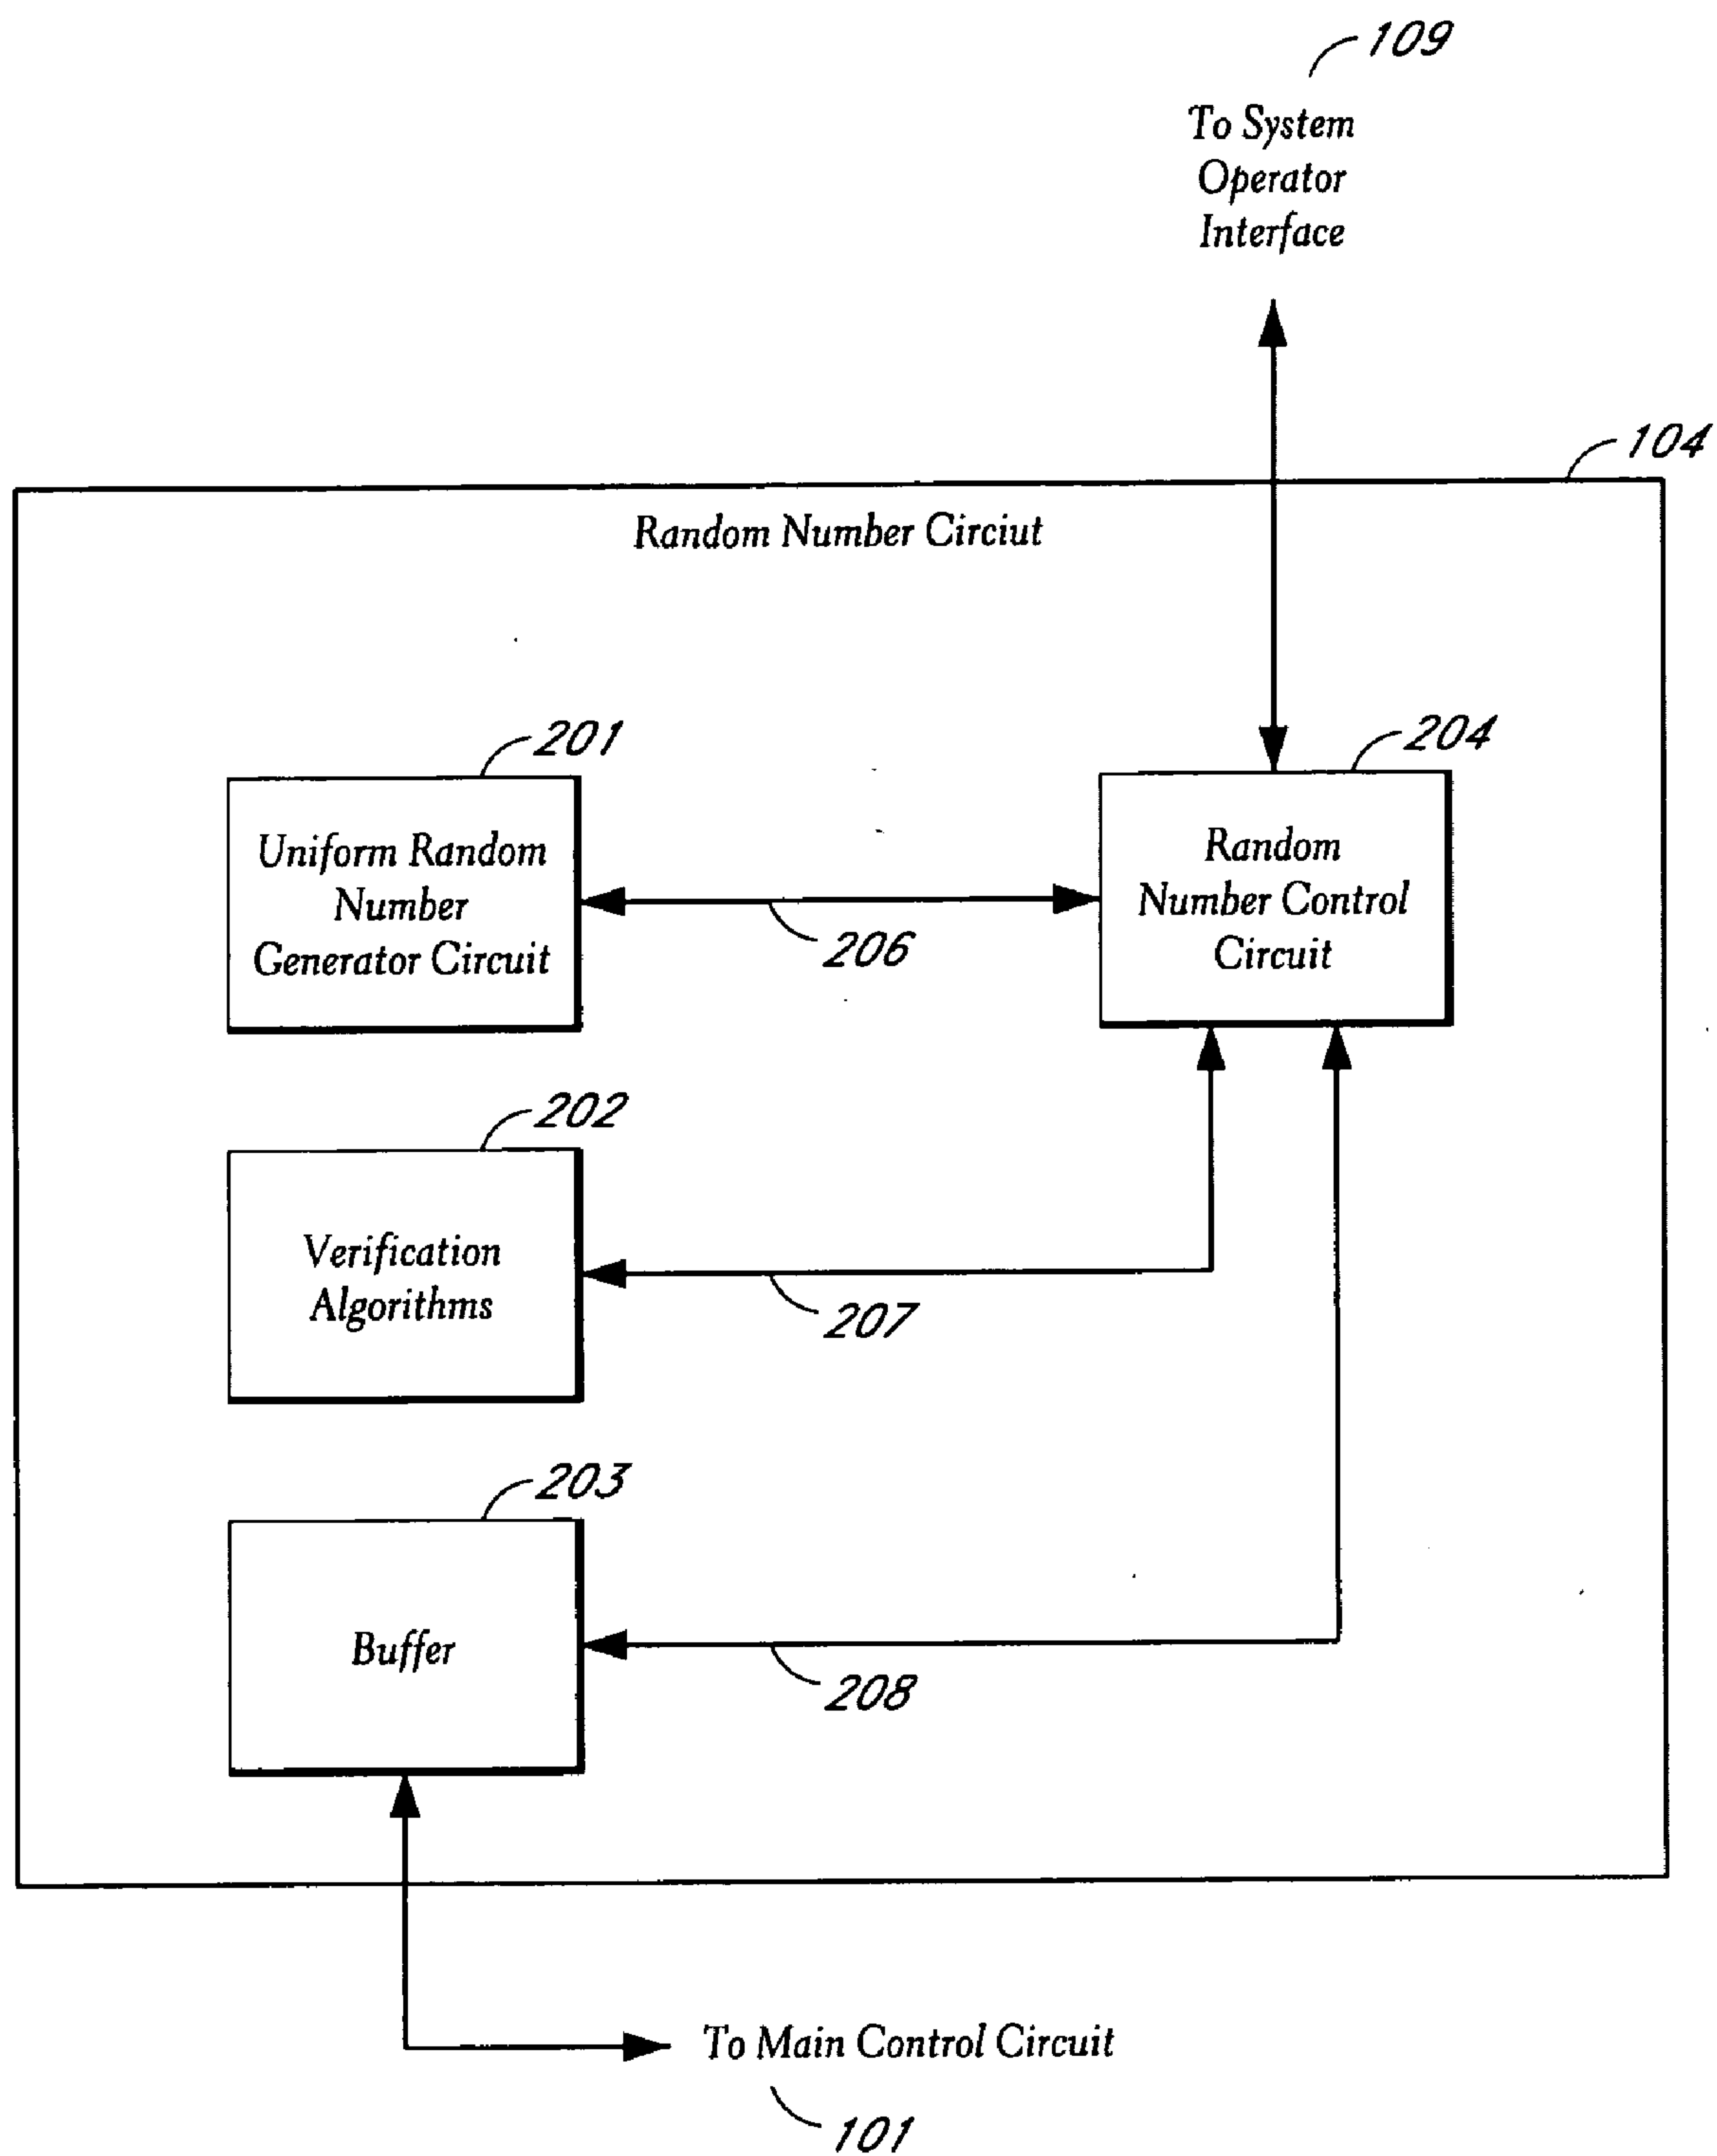 109
To System
Operator
Interface
104
Random Number Circiut
201
Uniform Random
Number
Generator Circuit
206
204
Random
Number Control
Circuit
202
Verification
Algorithms
207
203
Buffer
208
To Main Control Circuit
101